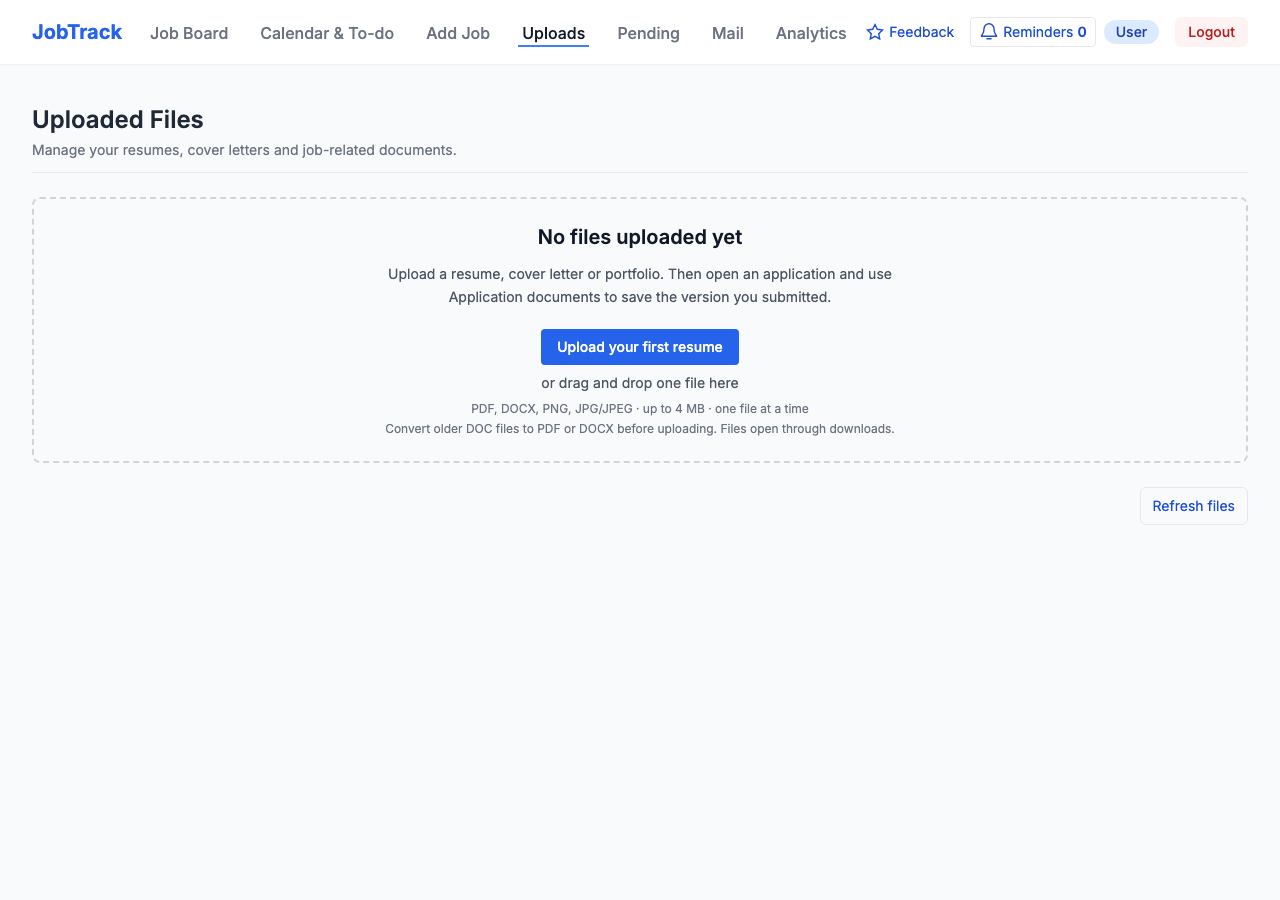 JobTrack
Job Board
Calendar & To-do
Add Job
Uploads
Pending
Mail
Analytics
Feedback
Reminders 0
User
Logout
Uploaded Files
Manage your resumes, cover letters and job-related documents.
No files uploaded yet
Upload a resume, cover letter or portfolio. Then open an application and use
Application documents to save the version you submitted.
Upload your first resume
or drag and drop one file here
PDF, DOCX, PNG, JPG/JPEG · up to 4 MB · one file at a time
Convert older DOC files to PDF or DOCX before uploading. Files open through downloads.
Refresh files